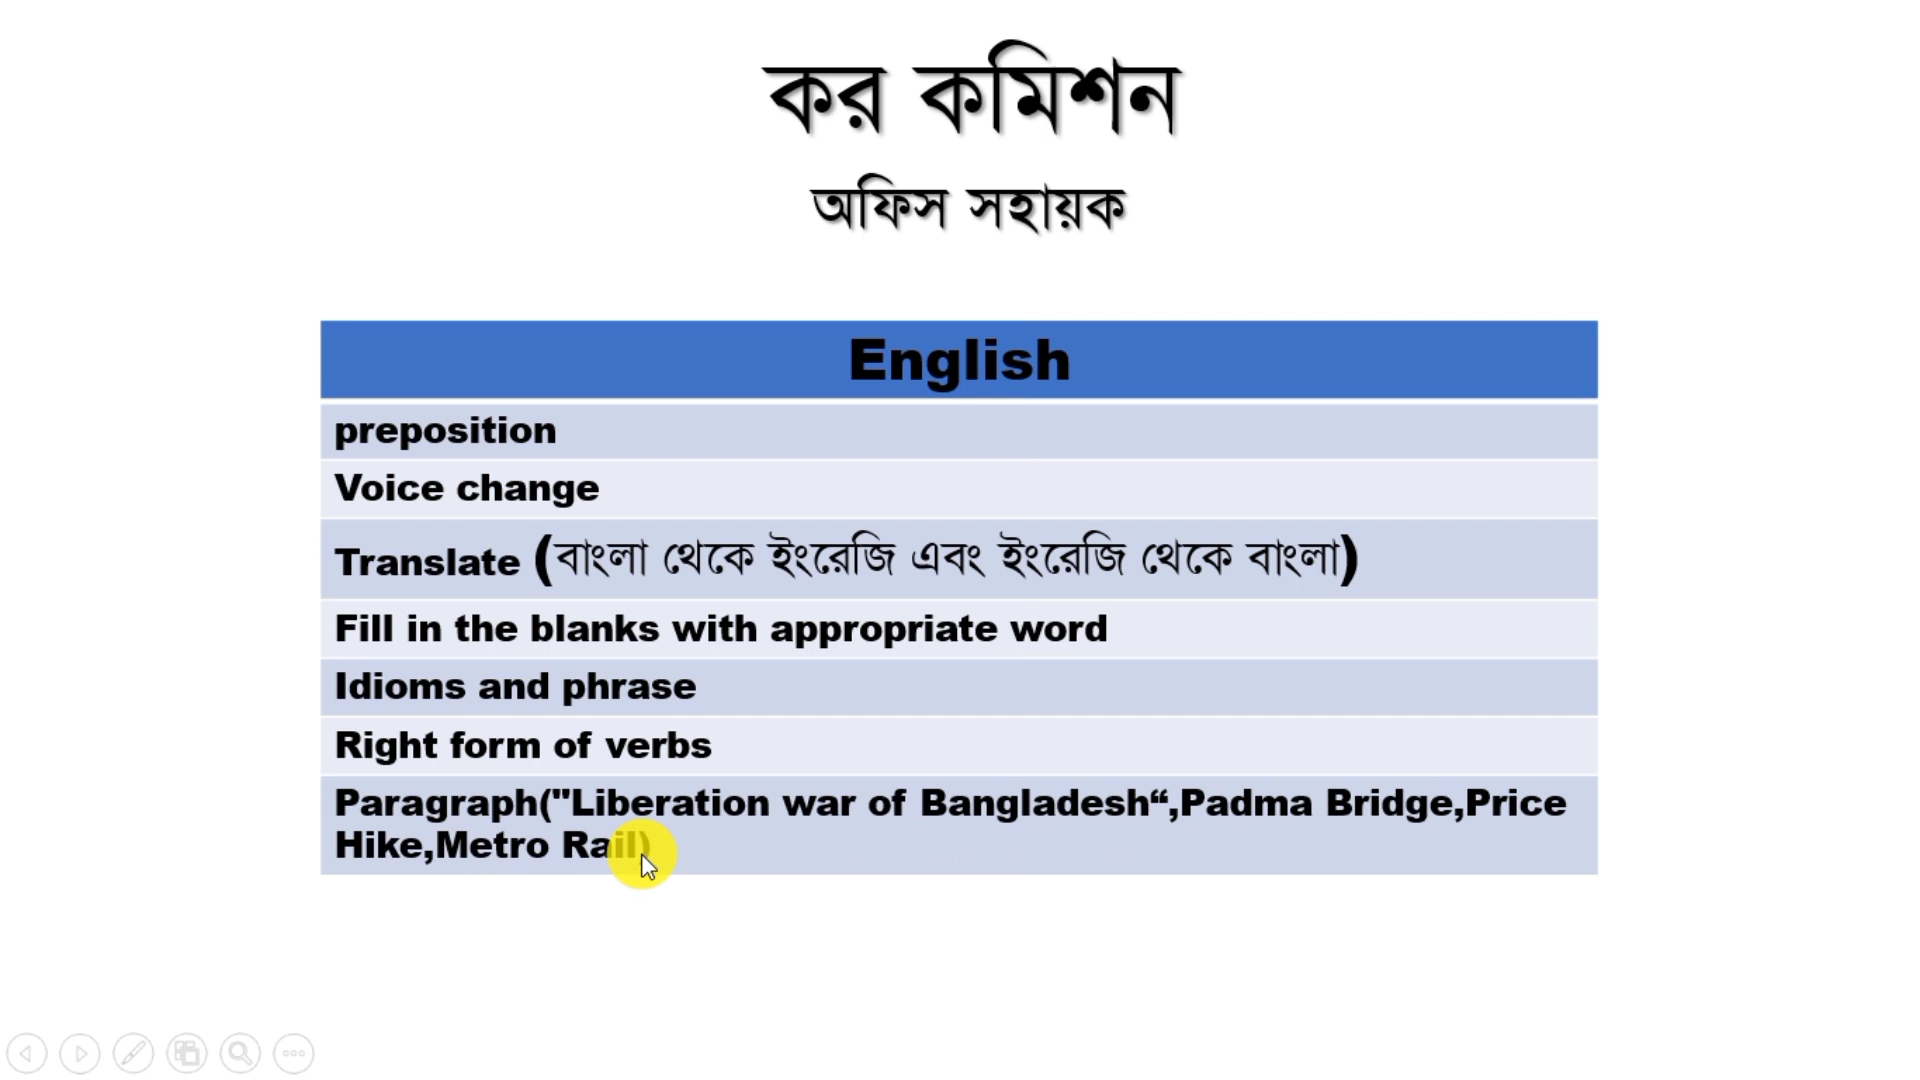 কর কমিশন
অফিস সহায়ক
English
preposition
Voice change
Translate (বাংলা থেকে ইংরেজি এবং ইংরেজি থেকে বাংলা)
Fill in the blanks with appropriate word
Idioms and phrase
Right form of verbs
Paragraph("Liberation war of Bangladesh“,Padma Bridge,Price
Hike,Metro Rail)